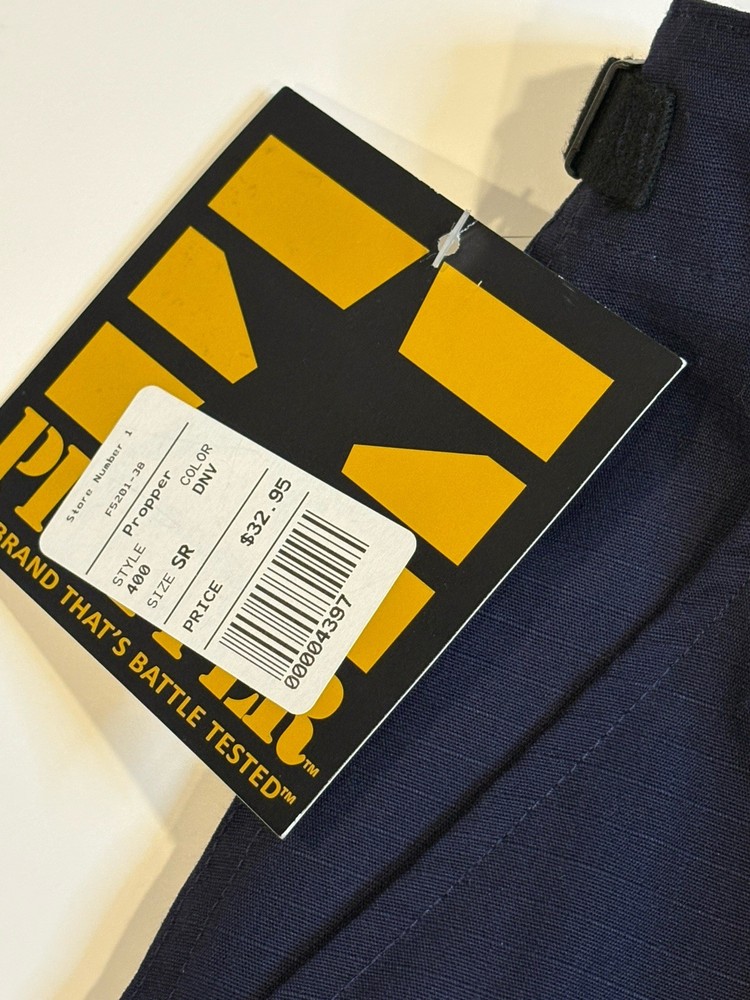 Store Number 1
F5201-38
Propper
STYLE COLOR
400 DNV
SIZE SR
PRICE $32.95
00004397
BRAND THAT'S BATTLE TESTED™